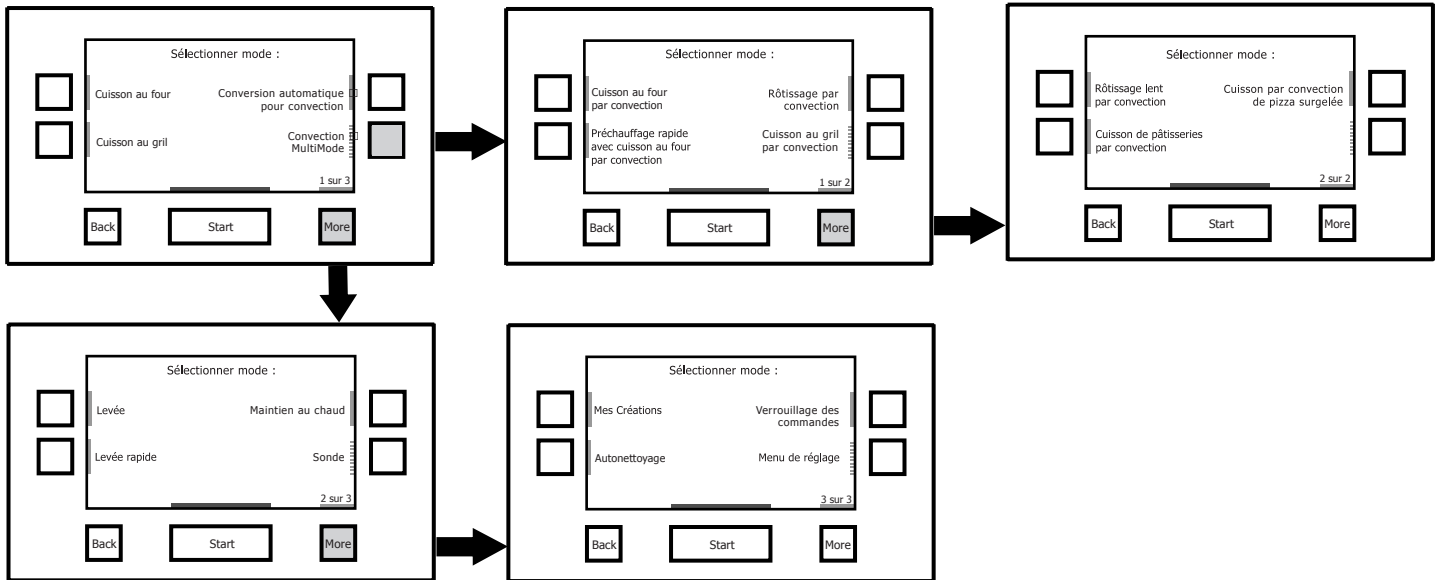 Sélectionner mode :
Cuisson au four
Conversion automatique
pour convection
Cuisson au gril
Convection
MultiMode
1 sur 3
Back
Start
More
Sélectionner mode :
Cuisson au four
par convection
Rôtissage par
convection
Préchauffage rapide
avec cuisson au four
par convection
Cuisson au gril
par convection
1 sur 2
Back
Start
More
Sélectionner mode :
Rôtissage lent
par convection
Cuisson par convection
de pizza surgelée
Cuisson de pâtisseries
par convection
2 sur 2
Back
Start
More
Sélectionner mode :
Levée
Maintien au chaud
Levée rapide
Sonde
2 sur 3
Back
Start
More
Sélectionner mode :
Mes Créations
Verrouillage des
commandes
Autonettoyage
Menu de réglage
3 sur 3
Back
Start
More